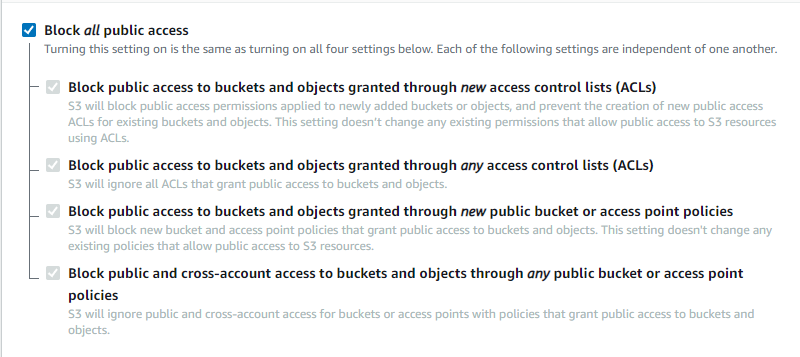 Block all public access
Turning this setting on is the same as turning on all four settings below. Each of the following settings are independent of one another.
Block public access to buckets and objects granted through new access control lists (ACLs)
S3 will block public access permissions applied to newly added buckets or objects, and prevent the creation of new public access
ACLs for existing buckets and objects. This setting doesn't change any existing permissions that allow public access to S3 resources
using ACLs.
Block public access to buckets and objects granted through any access control lists (ACLs)
S3 will ignore all ACLs that grant public access to buckets and objects.
Block public access to buckets and objects granted through new public bucket or access point policies
S3 will block new bucket and access point policies that grant public access to buckets and objects. This setting doesn't change any
existing policies that allow public access to S3 resources.
Block public and cross-account access to buckets and objects through any public bucket or access point
policies
S3 will ignore public and cross-account access for buckets or access points with policies that grant public access to buckets and
objects.